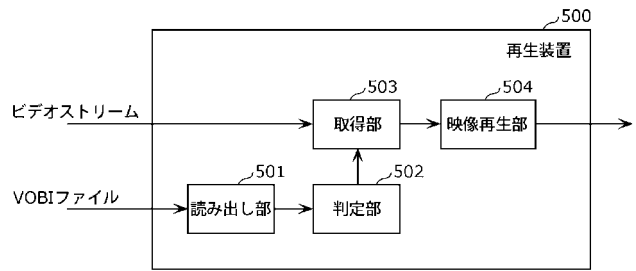 500
再生装置
503
504
ビデオストリーム
取得部
映像再生部
501
502
VOBIファイル
読み出し部
判定部